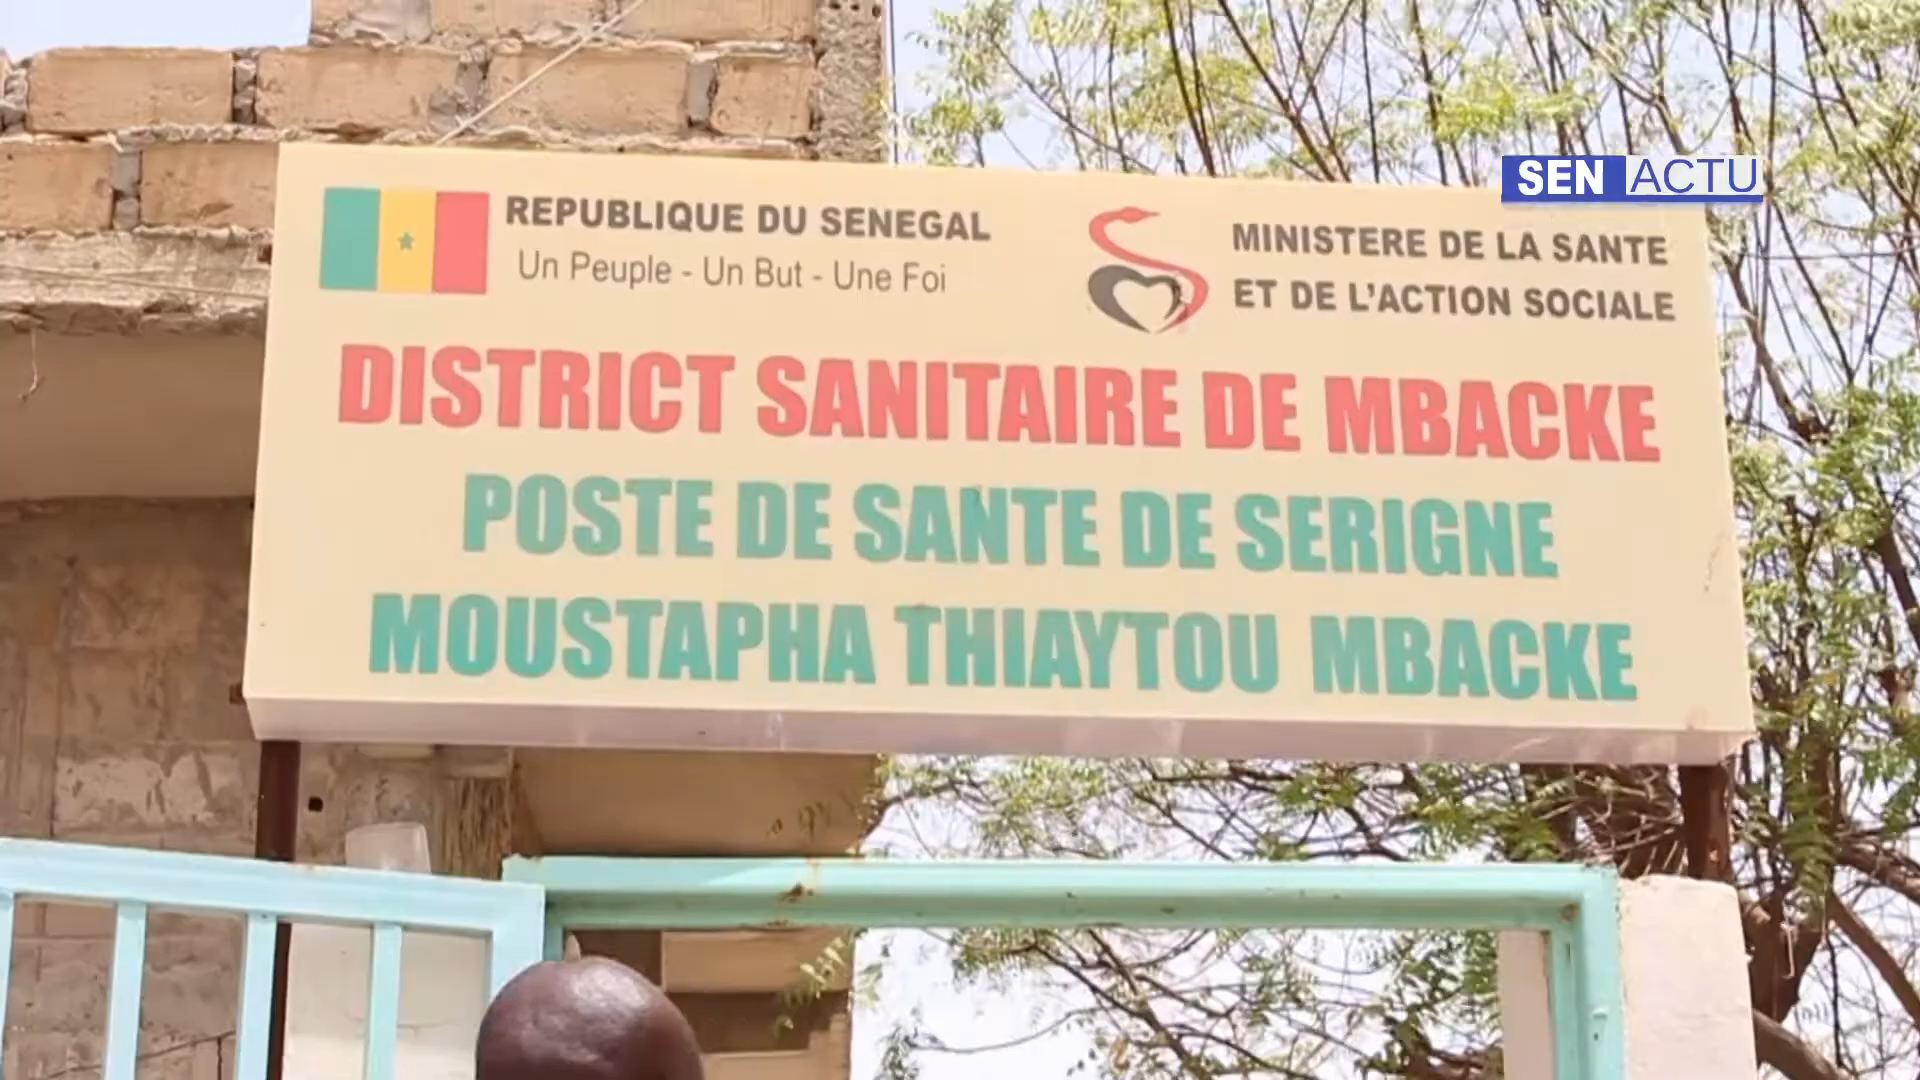 SEN ACTU
REPUBLIQUE DU SENEGAL
Un Peuple - Un But - Une Foi
MINISTERE DE LA SANTE
ET DE L'ACTION SOCIALE
DISTRICT SANITAIRE DE MBACKE
POSTE DE SANTE DE SERIGNE
MOUSTAPHA THIAYTOU MBACKE